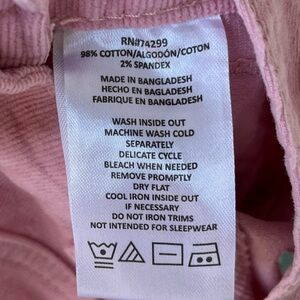 RN#74299
98% COTTON/ALGODÓN/COTON
2% SPANDEX
MADE IN BANGLADESH
HECHO EN BANGLADESH
FABRIQUE EN BANGLADESH
WASH INSIDE OUT
MACHINE WASH COLD
SEPARATELY
DELICATE CYCLE
BLEACH WHEN NEEDED
REMOVE PROMPTLY
DRY FLAT
COOL IRON INSIDE OUT
IF NECESSARY
DO NOT IRON TRIMS
NOT INTENDED FOR SLEEPWEAR